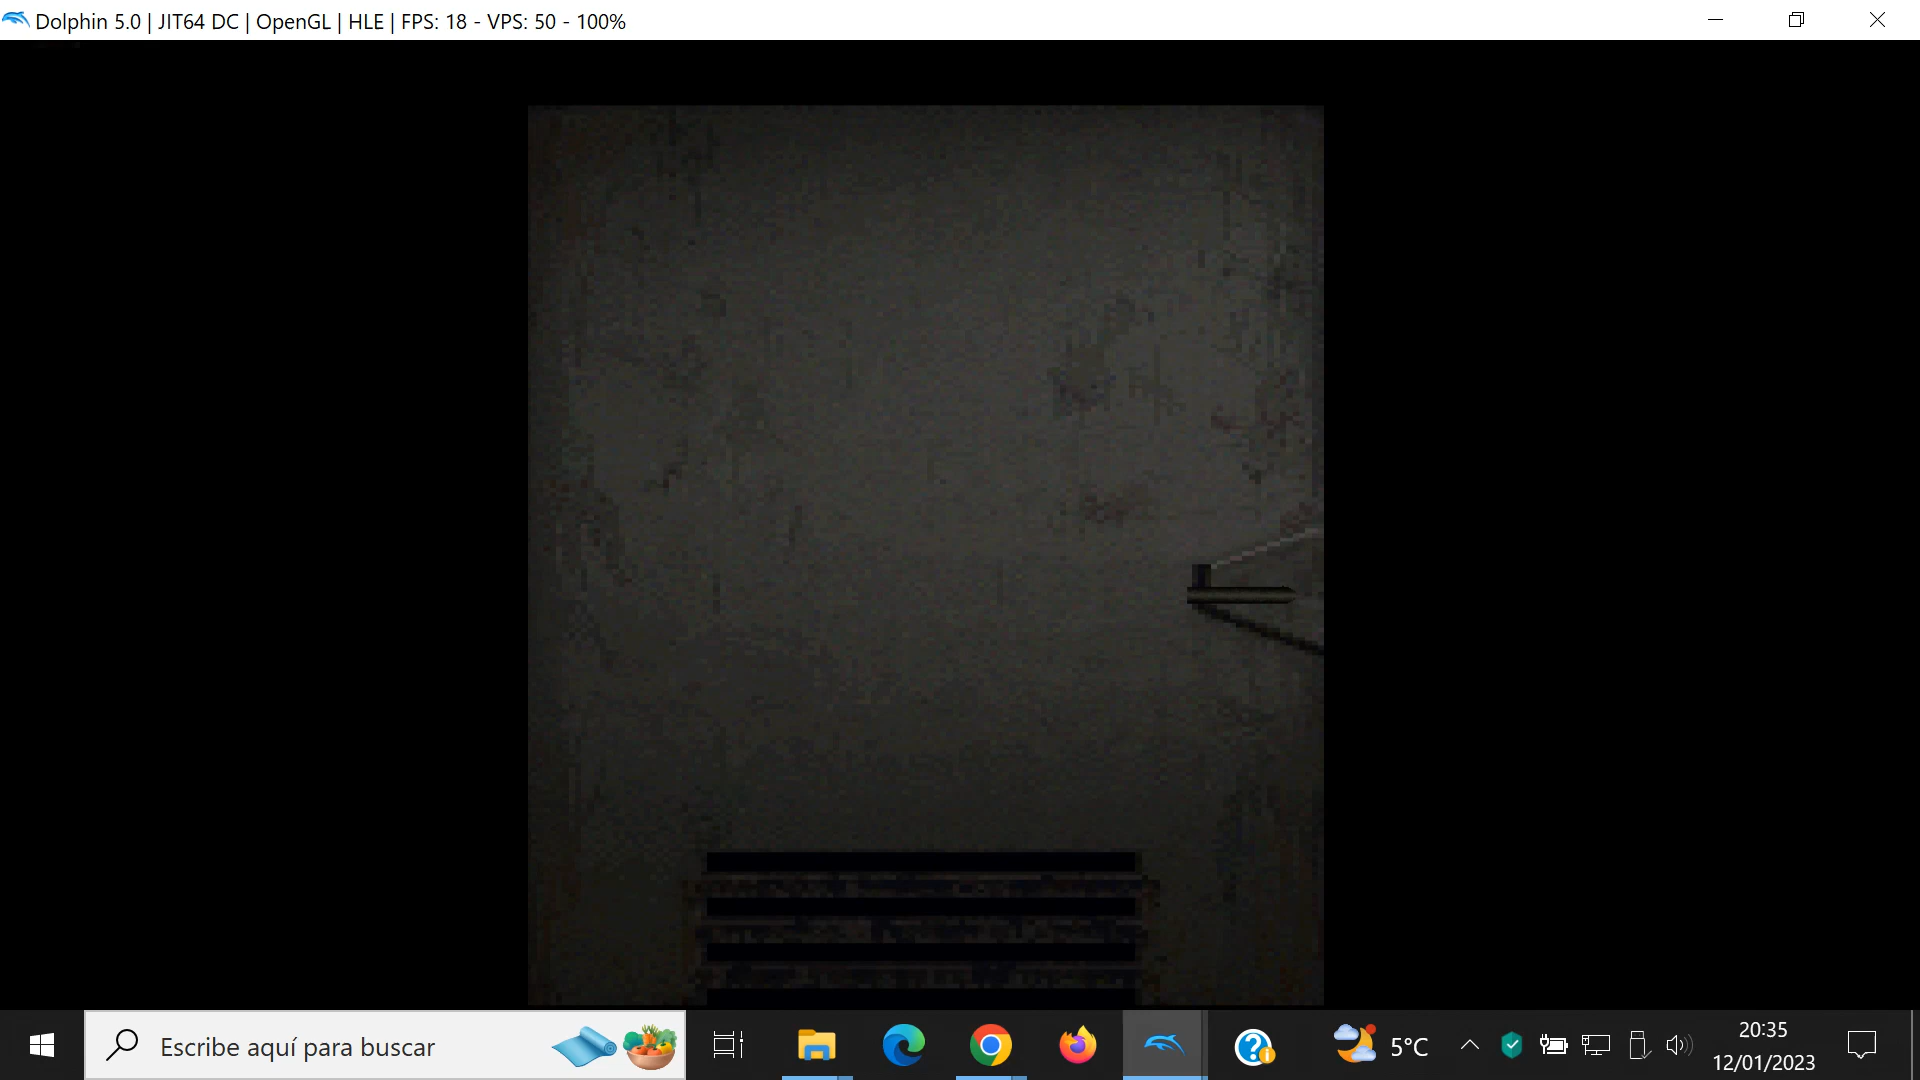 Dolphin 5.0 | JIT64 DC | OpenGL | HLE | FPS: 18 - VPS: 50 - 100%
Escribe aquí para buscar
5°C
20:35
12/01/2023